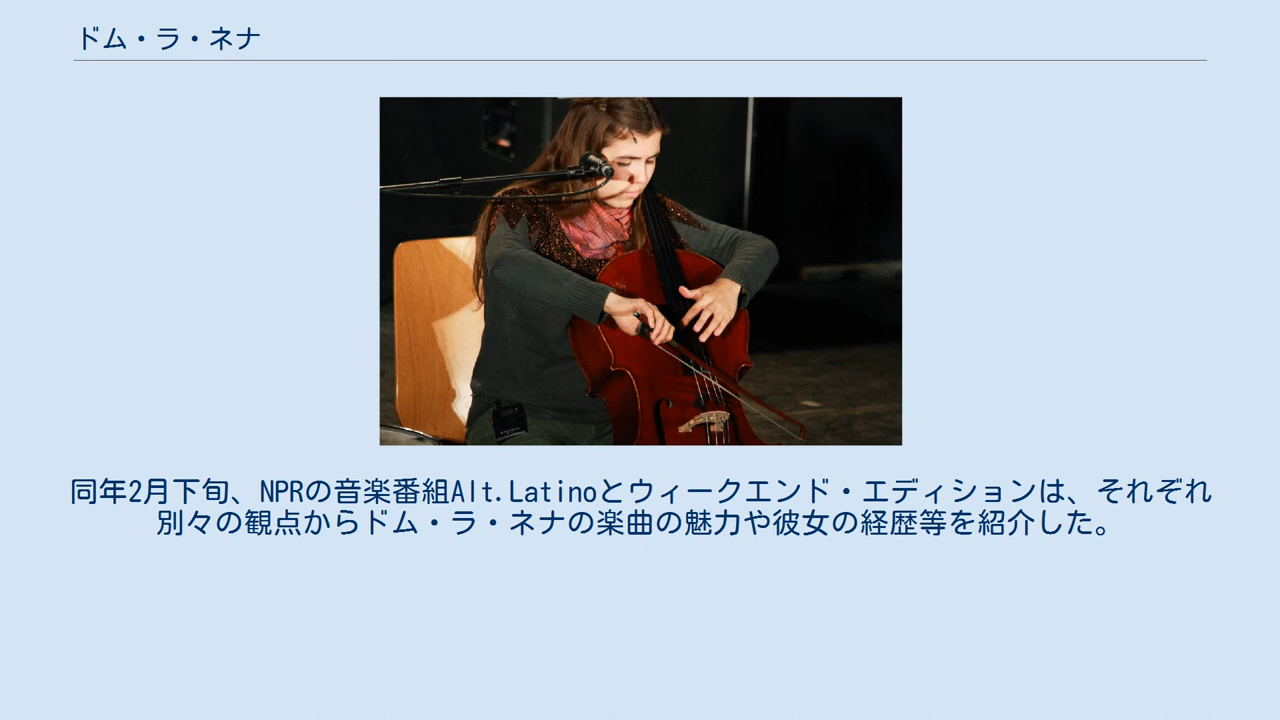 ドム・ラ・ネナ
同年2月下旬、NPRの音楽番組Alt.Latinoとウィークエンド・エディションは、それぞれ
別々の観点からドム・ラ・ネナの楽曲の魅力や彼女の経歴等を紹介した。